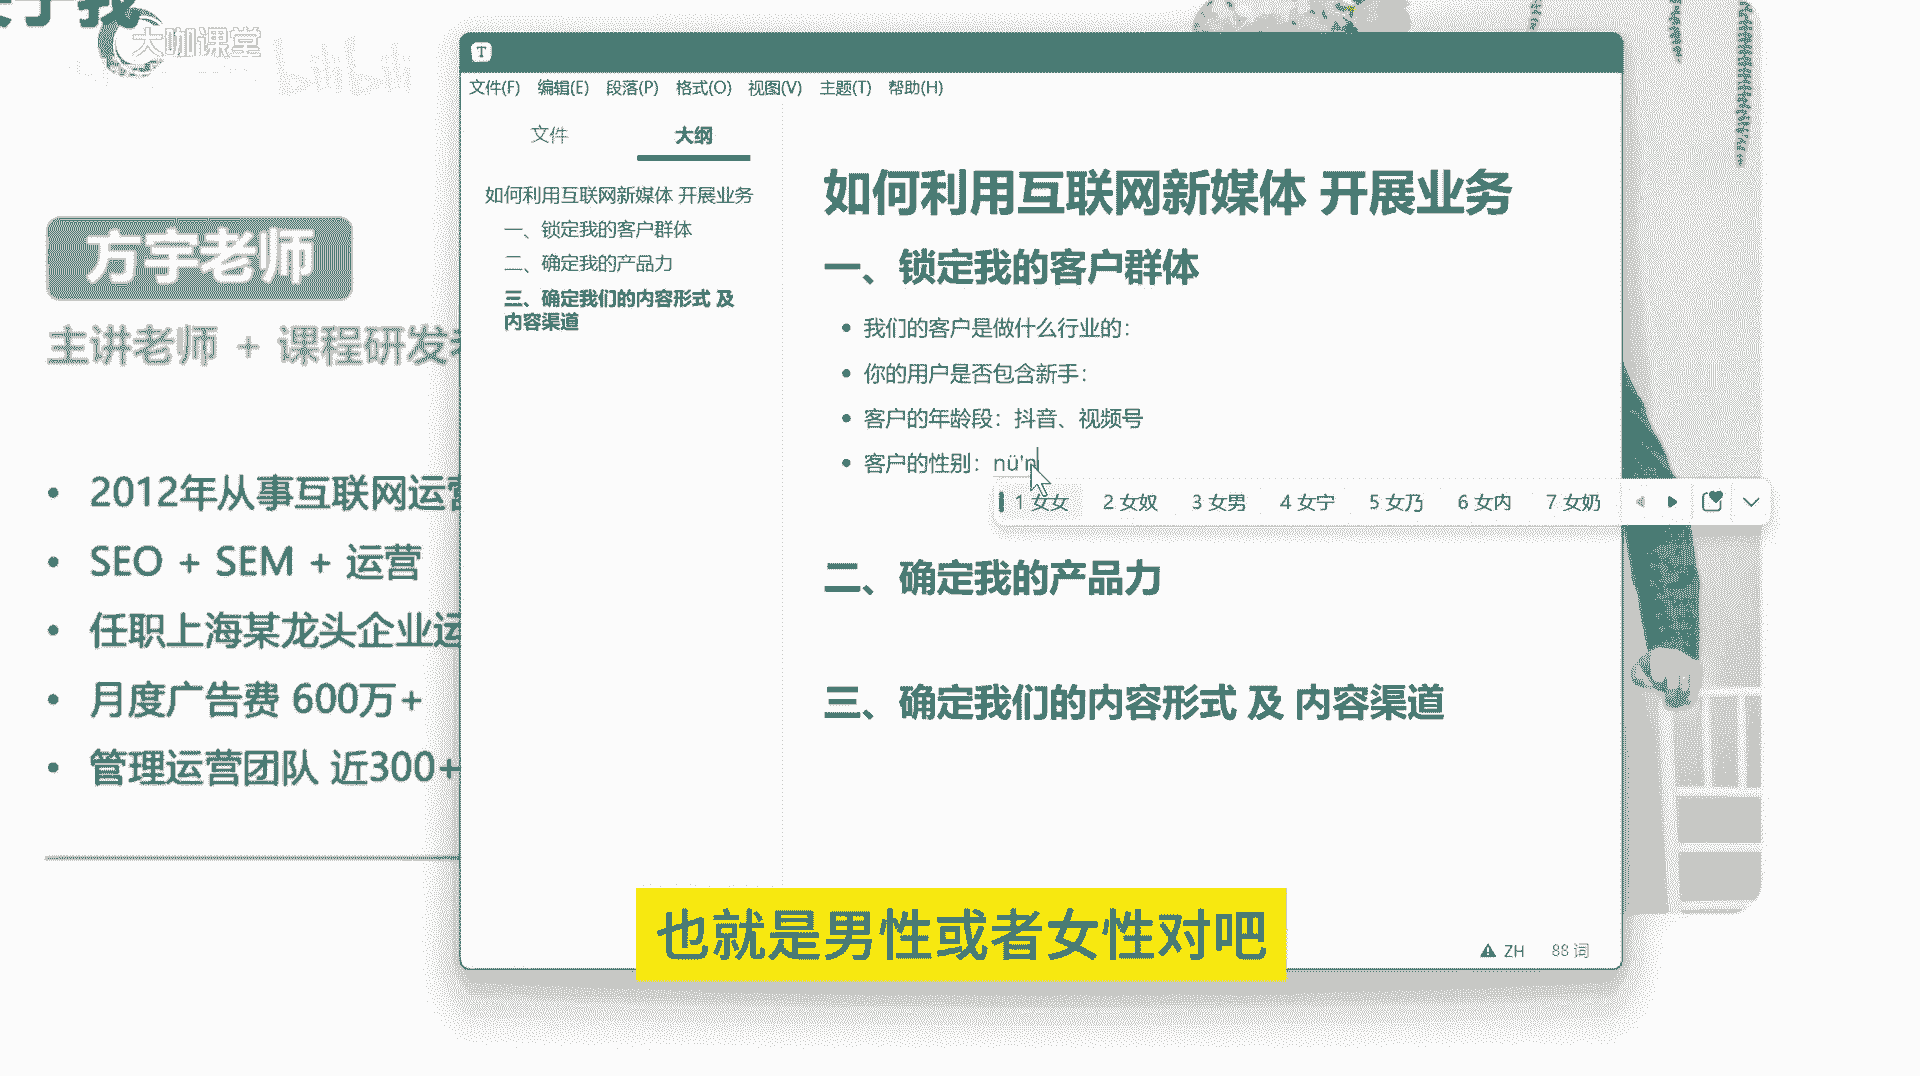 大咖课堂
bilibili
方宇老师
主讲老师 + 课程研发
2012年从事互联网运营
SEO + SEM + 运营
任职上海某龙头企业运
月度广告费 600万+
管理运营团队 近300+
T
文件(F) 编辑(E) 段落(P) 格式(O) 视图(V) 主题(T) 帮助(H)
文件 大纲
如何利用互联网新媒体 开展业务
一、锁定我的客户群体
二、确定我的产品力
三、确定我们的内容形式 及
内容渠道
如何利用互联网新媒体 开展业务
一、锁定我的客户群体
我们的客户是做什么行业的：
你的用户是否包含新手：
客户的年龄段：抖音、视频号
客户的性别：nü'n
1 女女 2 女奴 3 女男 4 女宁 5 女乃 6 女内 7 女奶
二、确定我的产品力
三、确定我们的内容形式 及 内容渠道
ZH 88 词
也就是男性或者女性对吧